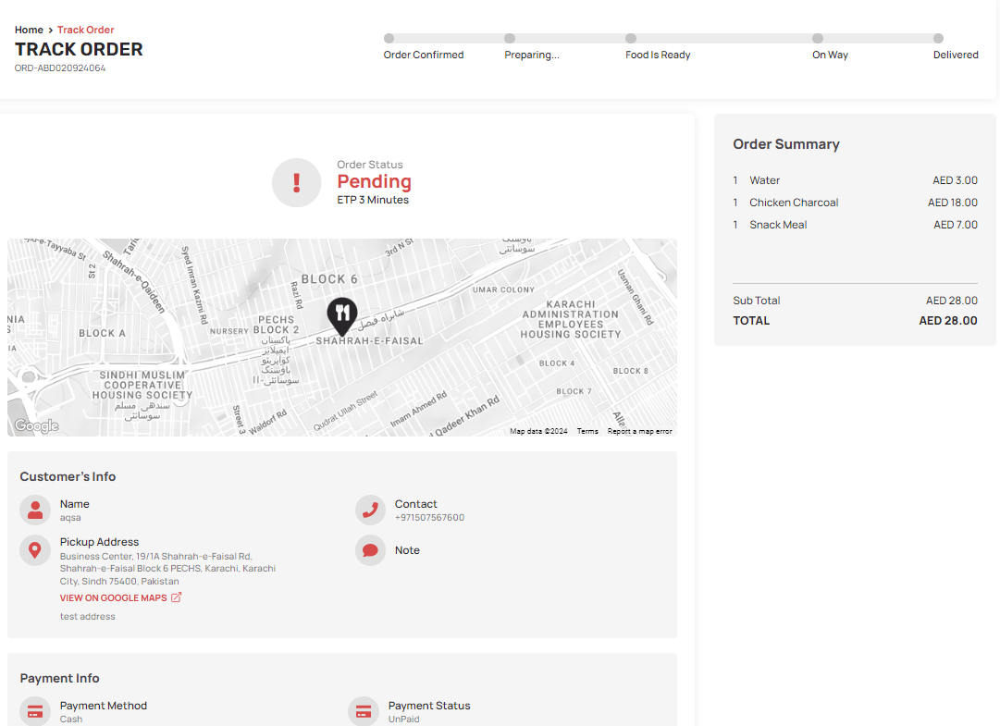 Home > Track Order
TRACK ORDER
ORD-ABD020924064
Order Confirmed
Preparing...
Food Is Ready
On Way
Delivered
Order Status
Pending
ETP 3 Minutes
Order Summary
1 Water AED 3.00
1 Chicken Charcoal AED 18.00
1 Snack Meal AED 7.00
Sub Total AED 28.00
TOTAL AED 28.00
St 2
Shahrah-e-Qaideen
Syed Imran Kazmi Rd
3rd N St
سوسائٹی
BLOCK 6
Razi Rd
UMAR COLONY
Usman Ghani Rd
BLOCK A
NURSERY
PECHS
BLOCK 2
پاکستان
ایمپلائز
کوآپریٹو
ہاؤسنگ
سوسائٹی-اا
شاہراہ فیصل
SHAHRAH-E-FAISAL
KARACHI
ADMINISTRATION
EMPLOYEES
HOUSING SOCIETY
BLOCK 4
BLOCK 8
BLOCK 7
SINDHI MUSLIM
COOPERATIVE
HOUSING SOCIETY
سندھی مسلم
سوسائٹی
Street 3
Waldorf Rd
Qudrat Ullah Street
Imam Ahmed Rd
Qadeer Khan Rd
Google
Map data ©2024 Terms Report a map error
Customer's Info
Name
aqsa
Contact
+971507567600
Pickup Address
Business Center, 19/1A Shahrah-e-Faisal Rd,
Shahrah-e-Faisal Block 6 PECHS, Karachi, Karachi
City, Sindh 75400, Pakistan
VIEW ON GOOGLE MAPS
test address
Note
Payment Info
Payment Method
Cash
Payment Status
UnPaid